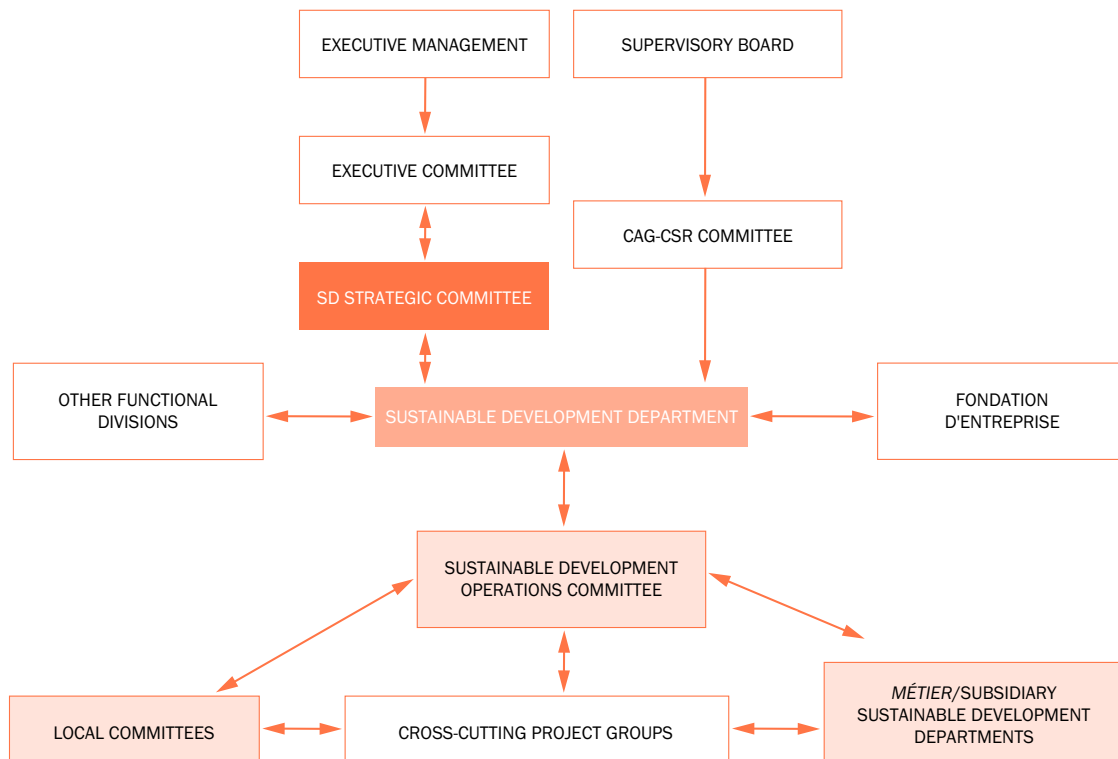 EXECUTIVE MANAGEMENT
SUPERVISORY BOARD
EXECUTIVE COMMITTEE
CAG-CSR COMMITTEE
SD STRATEGIC COMMITTEE
OTHER FUNCTIONAL
DIVISIONS
SUSTAINABLE DEVELOPMENT DEPARTMENT
FONDATION
D'ENTREPRISE
SUSTAINABLE DEVELOPMENT
OPERATIONS COMMITTEE
LOCAL COMMITTEES
CROSS-CUTTING PROJECT GROUPS
MÉTIER/SUBSIDIARY
SUSTAINABLE DEVELOPMENT
DEPARTMENTS